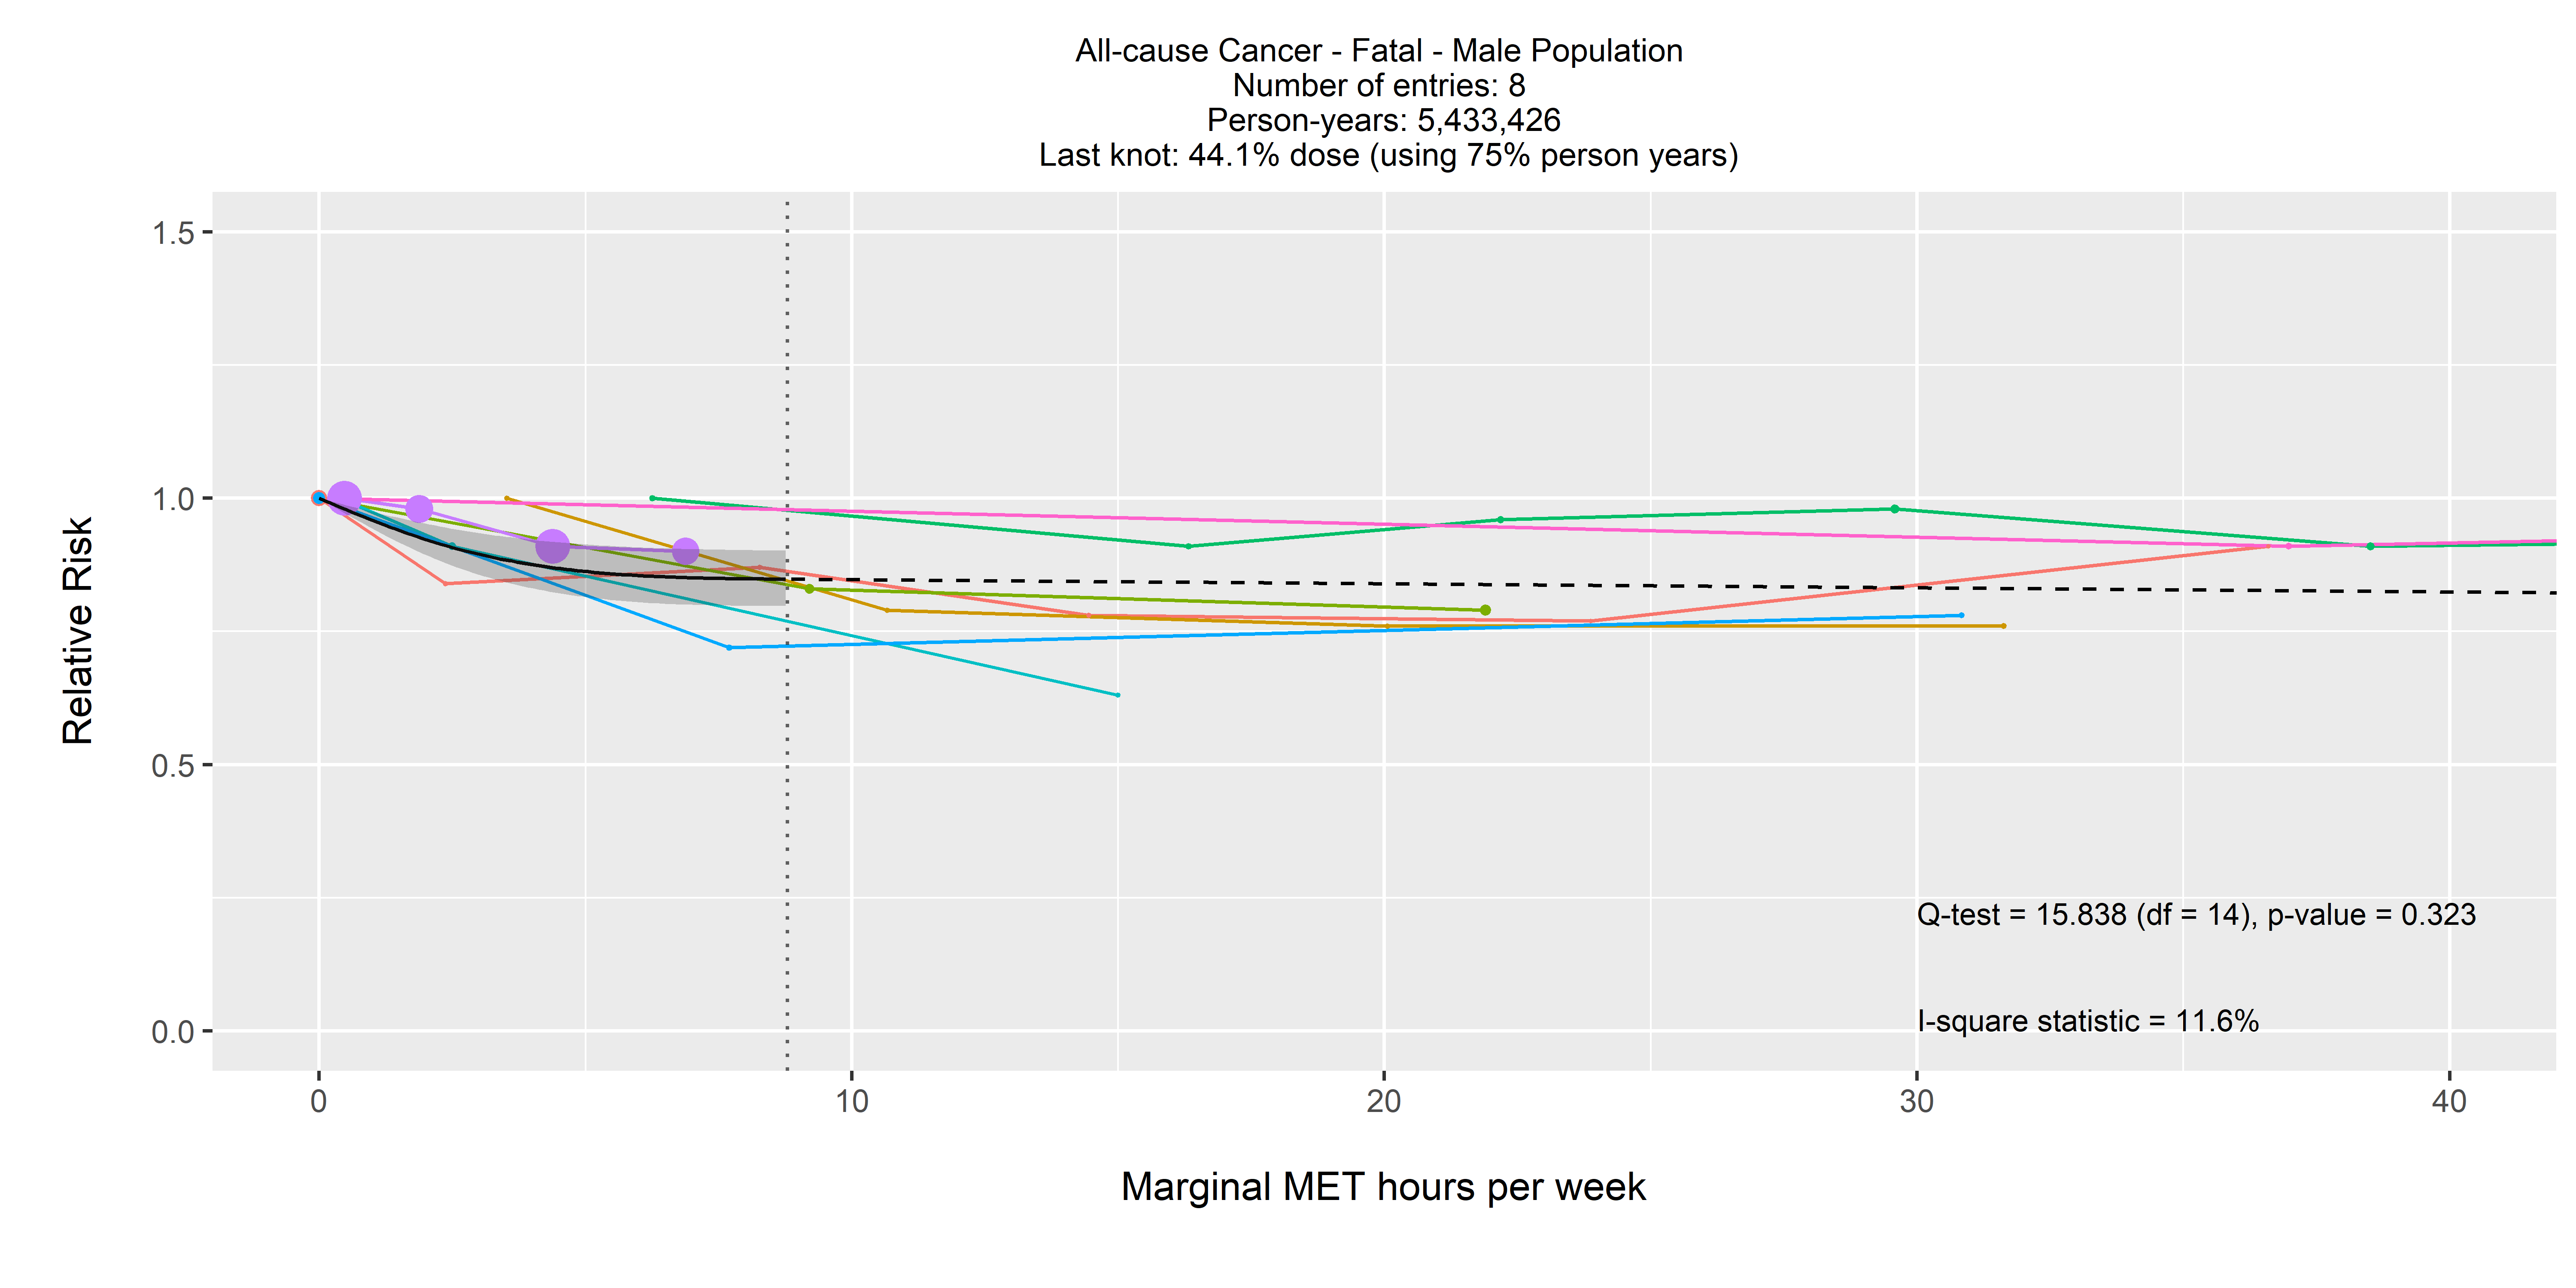 All-cause Cancer - Fatal - Male Population
Number of entries: 8
Person-years: 5,433,426
Last knot: 44.1% dose (using 75% person years)
1.5
1.0
0.5
0.0
Relative Risk
Q-test = 15.838 (df = 14), p-value = 0.323
I-square statistic = 11.6%
0 10 20 30 40
Marginal MET hours per week